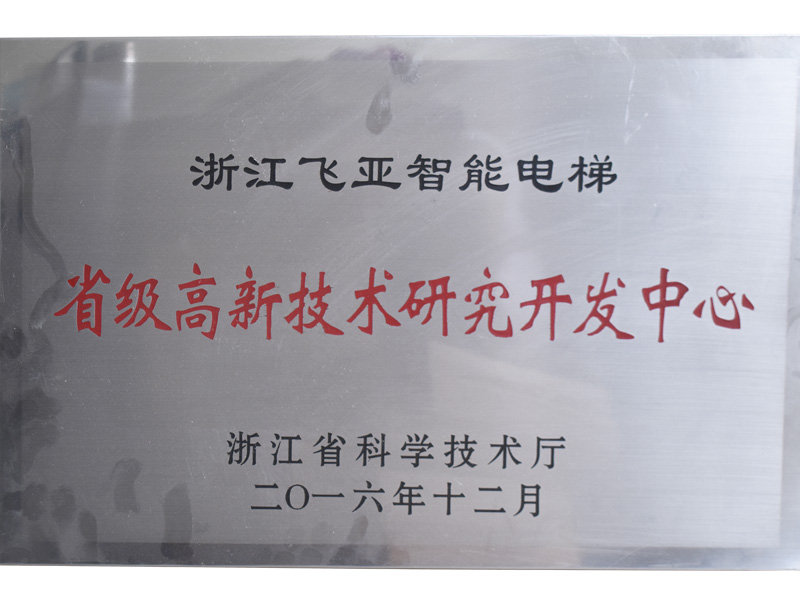 浙江飞亚智能电梯
省级高新技术研究开发中心
浙江省科学技术厅
二〇一六年十二月